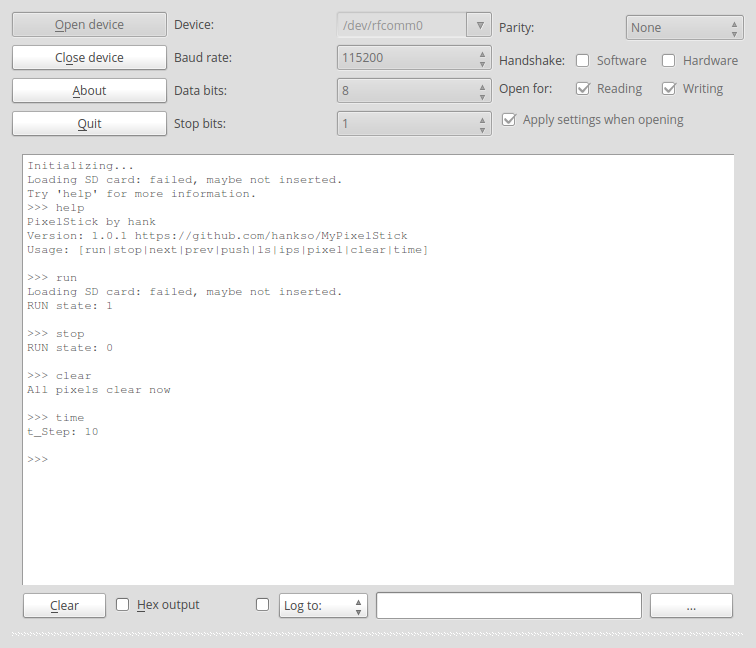 Open device
Device:
/dev/rfcomm0
Parity:
None
Close device
Baud rate:
115200
Handshake:
Software
Hardware
About
Data bits:
8
Open for:
Reading
Writing
Quit
Stop bits:
1
Apply settings when opening
Initializing...
Loading SD card: failed, maybe not inserted.
Try 'help' for more information.
>>> help
PixelStick by hank
Version: 1.0.1 https://github.com/hankso/MyPixelStick
Usage: [run|stop|next|prev|push|ls|ips|pixel|clear|time]
>>> run
Loading SD card: failed, maybe not inserted.
RUN state: 1
>>> stop
RUN state: 0
>>> clear
All pixels clear now
>>> time
t_Step: 10
>>>
Clear
Hex output
Log to:
...